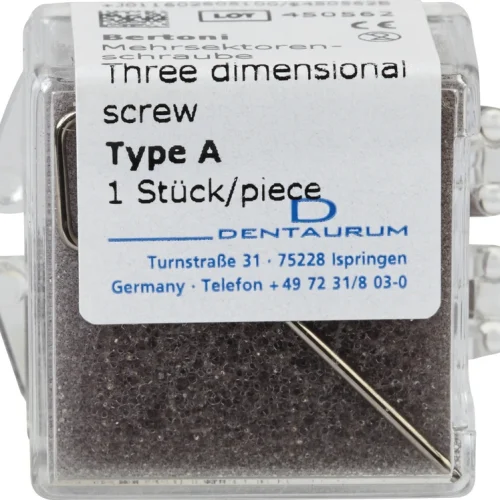 LOT 450562
Bertoni
Mehrsektoren-
schraube
Three dimensional
screw
Type A
1 Stück/piece
D
DENTAURUM
Turnstraße 31 · 75228 Ispringen
Germany · Telefon +49 72 31/8 03-0